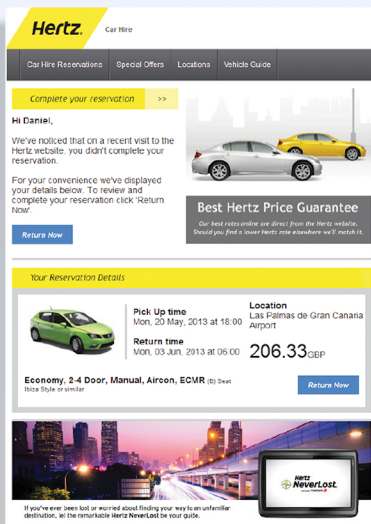 Hertz.
Car Hire
Car Hire Reservations
Special Offers
Locations
Vehicle Guide
Complete your reservation >>
Hi Daniel,
We've noticed that on a recent visit to the
Hertz website, you didn't complete your
reservation.
For your convenience we've displayed
your details below. To review and
complete your reservation click 'Return
Now'
Return Now
Best Hertz Price Guarantee
Our best rates online are direct from the Hertz website.
Should you find a lower Hertz rate elsewhere we'll match it.
Your Reservation Details
Pick Up time
Mon, 20 May, 2013 at 18:00
Return time
Mon, 03 Jun, 2013 at 06:00
Location
Las Palmas de Gran Canaria
Airport
206.33GBP
Economy, 2-4 Door, Manual, Aircon, ECMR (B) Seat
Ibiza Style or similar
Return Now
Hertz
NeverLost.
If you've ever been lost or worried about finding your way to an unfamiliar
destination, let the remarkable Hertz NeverLost be your guide.